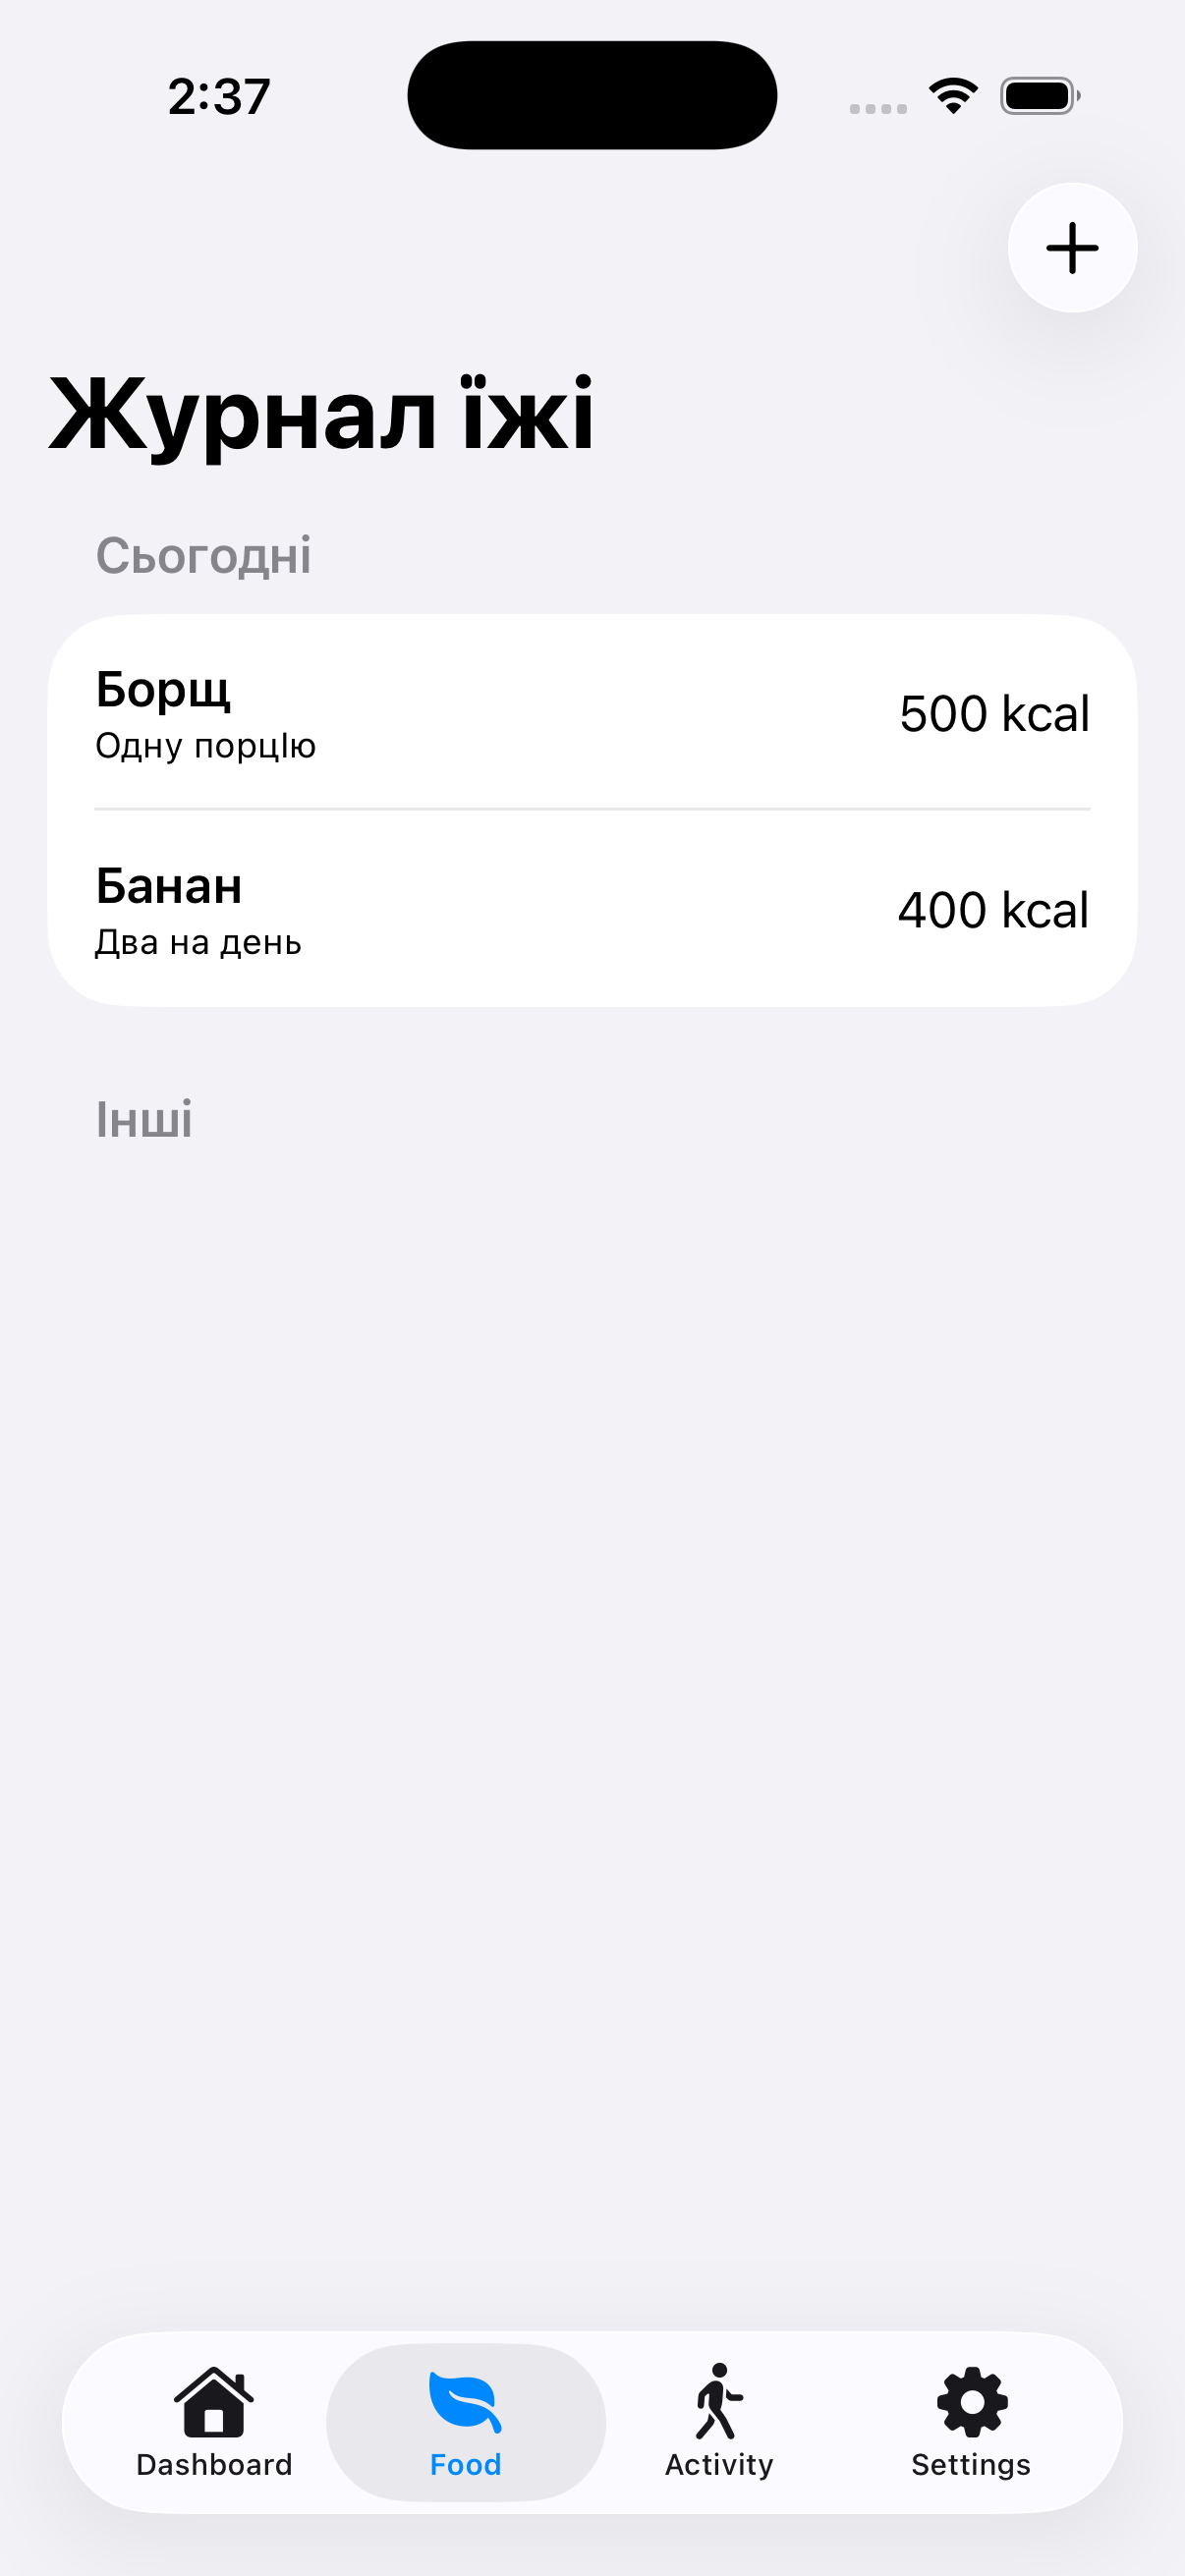 2:37
Журнал їжі
Сьогодні
Борщ
Одну порцІю
500 kcal
Банан
Два на день
400 kcal
Інші
Dashboard
Food
Activity
Settings